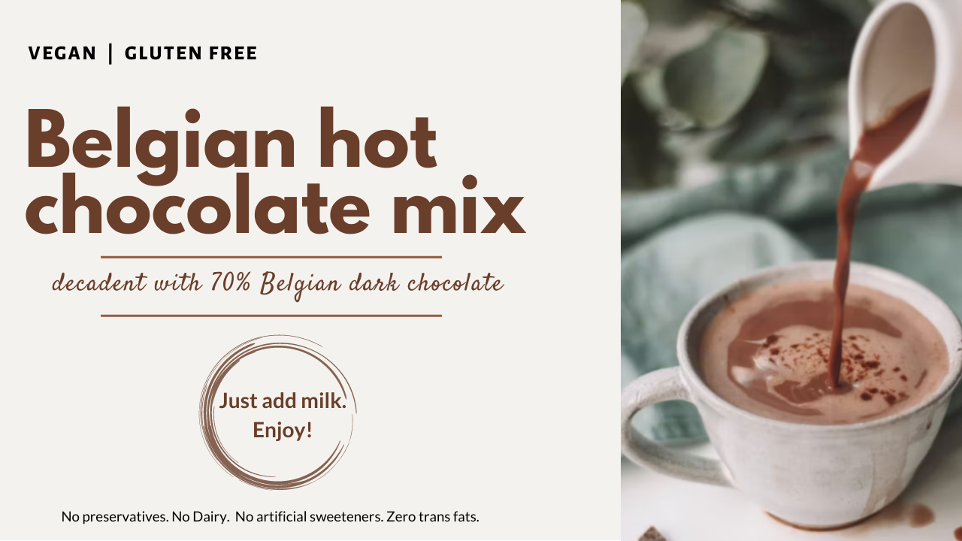 VEGAN | GLUTEN FREE
Belgian hot
chocolate mix
decadent with 70% Belgian dark chocolate
Just add milk.
Enjoy!
No preservatives. No Dairy.  No artificial sweeteners. Zero trans fats.